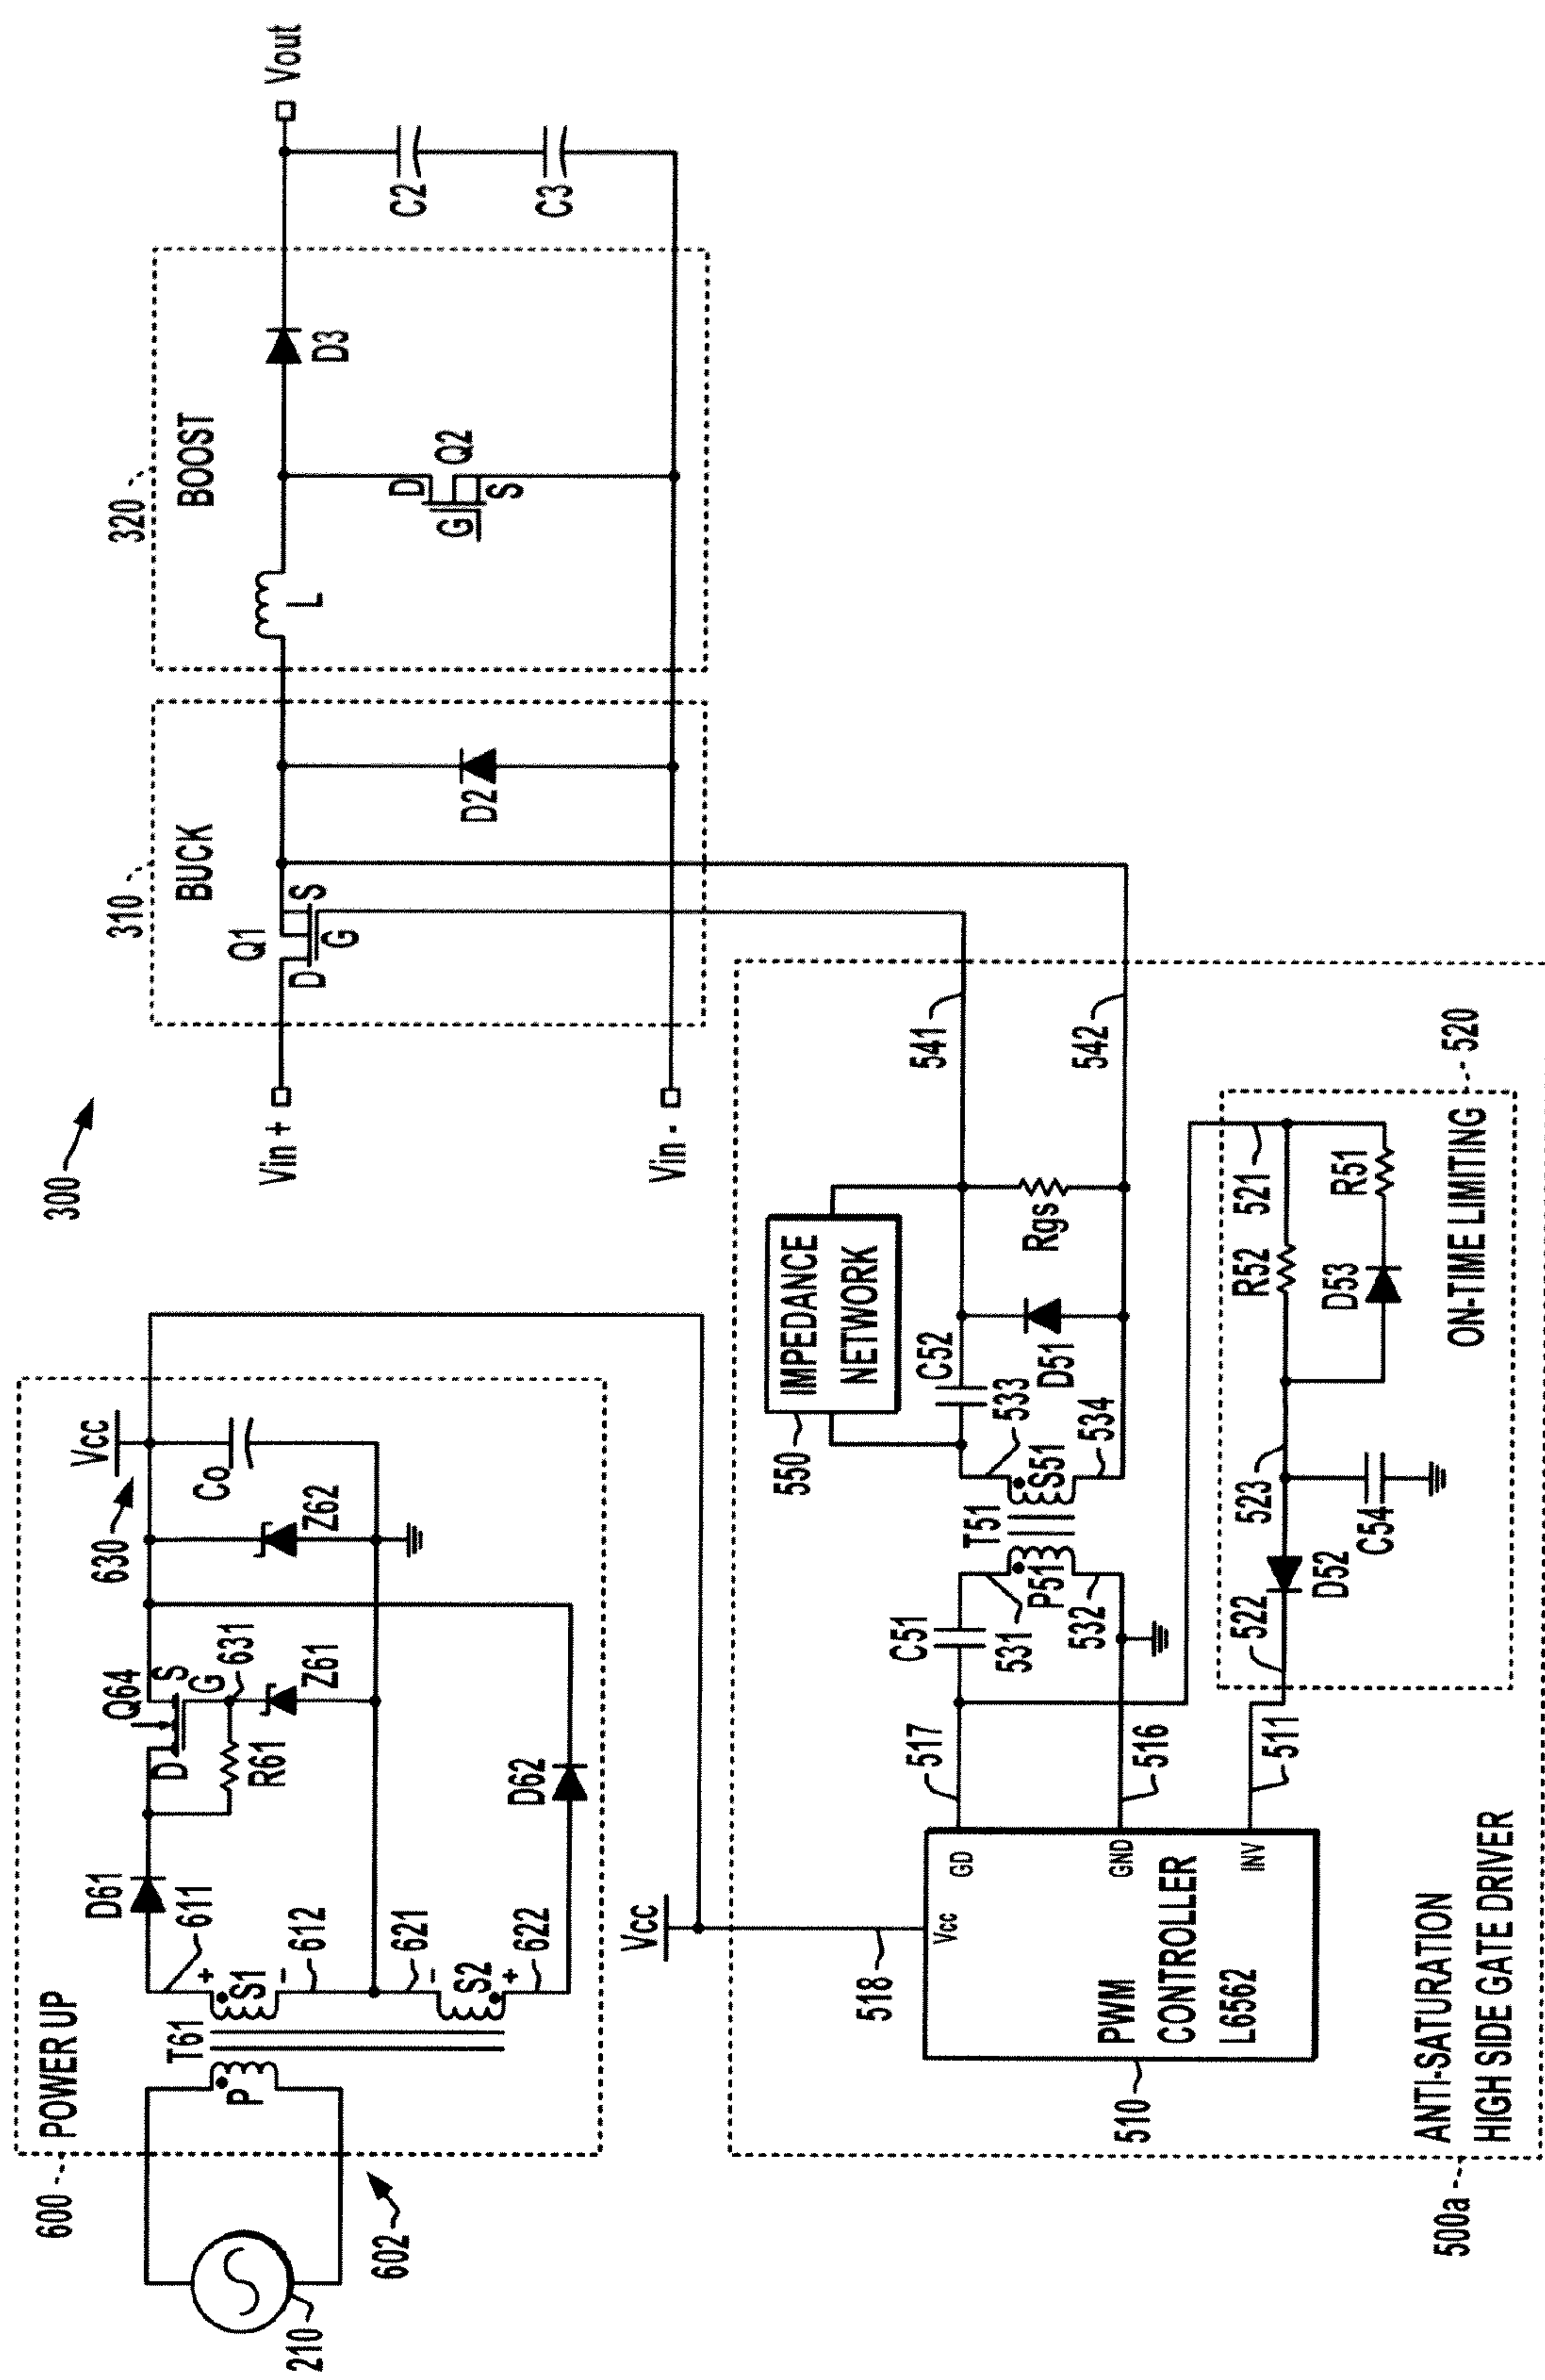 300
600
POWER UP
210
602
T61
P
S1
+
-
611
612
S2
-
+
621
622
D61
D62
Q64
D
S
G
R61
631
Z61
Z62
630
Vcc
Co
Vin +
Vin -
310
BUCK
Q1
D
S
G
D2
320
BOOST
L
D
Q2
G
S
D3
C2
C3
Vout
500a
ANTI-SATURATION
HIGH SIDE GATE DRIVER
Vcc
518
510
Vcc
PWM
CONTROLLER
L6562
GD
GND
INV
517
516
511
C51
531
P51
532
T51
S51
533
534
C52
550
IMPEDANCE
NETWORK
D51
Rgs
541
542
520
ON-TIME LIMITING
521
522
523
D52
C54
R52
D53
R51